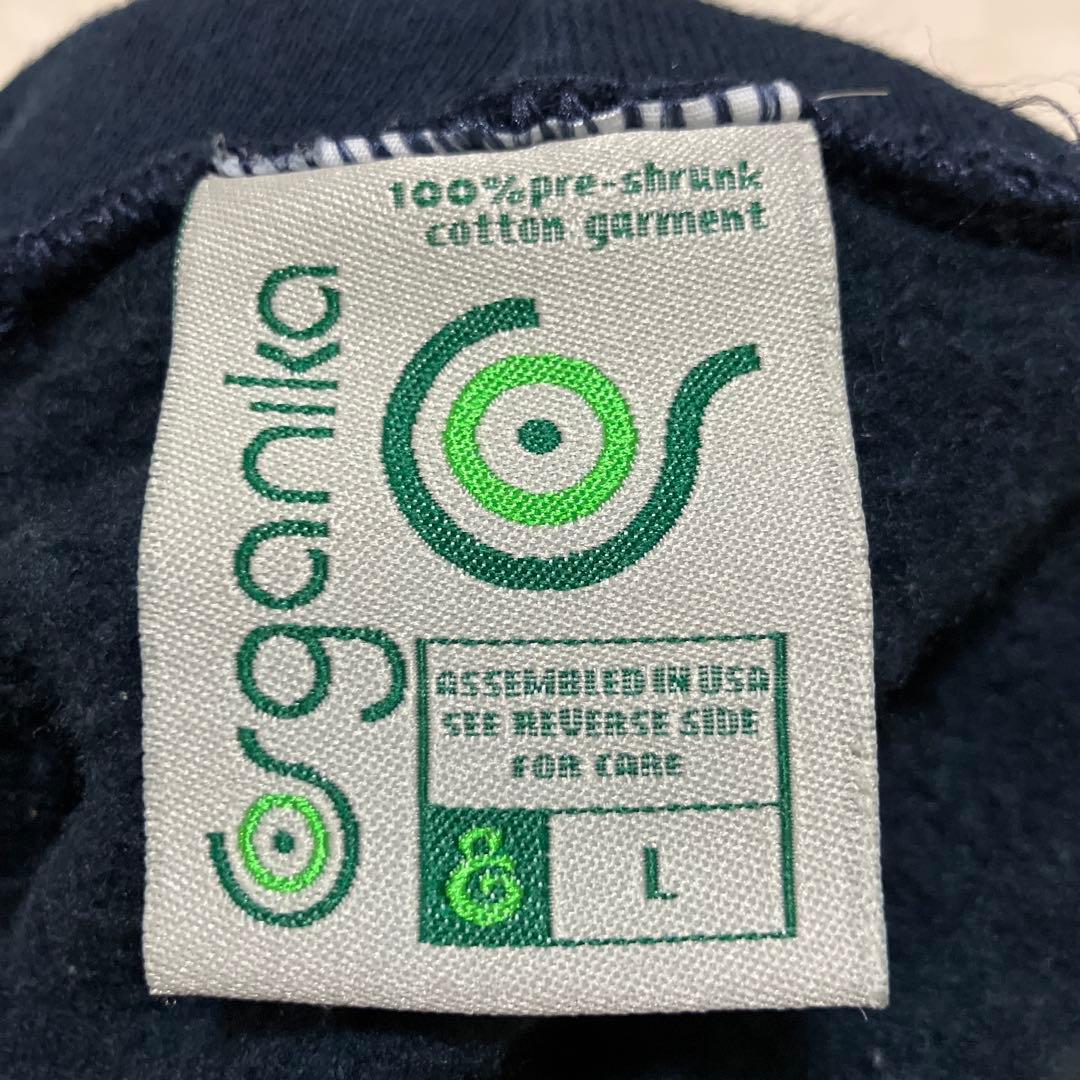 100% pre-shrunk
cotton garment
organika
ASSEMBLED IN USA
SEE REVERSE SIDE
FOR CARE
&
L